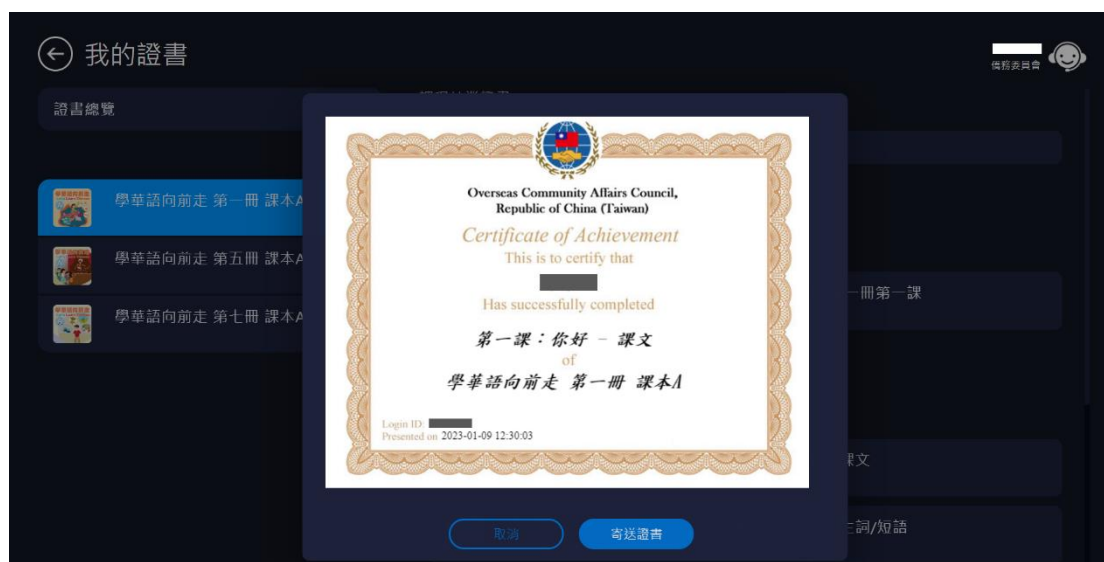 我的證書
僑務委員會
證書總覽
學華語向前走 第一冊 課本A
學華語向前走 第五冊 課本A
學華語向前走 第七冊 課本A
Overseas Community Affairs Council,
Republic of China (Taiwan)
Certificate of Achievement
This is to certify that
Has successfully completed
第一課：你好 – 課文
of
學華語向前走 第一冊 課本A
Login ID:
Presented on 2023-01-09 12:30:03
取消
寄送證書
一冊第一課
課文
詞/短語